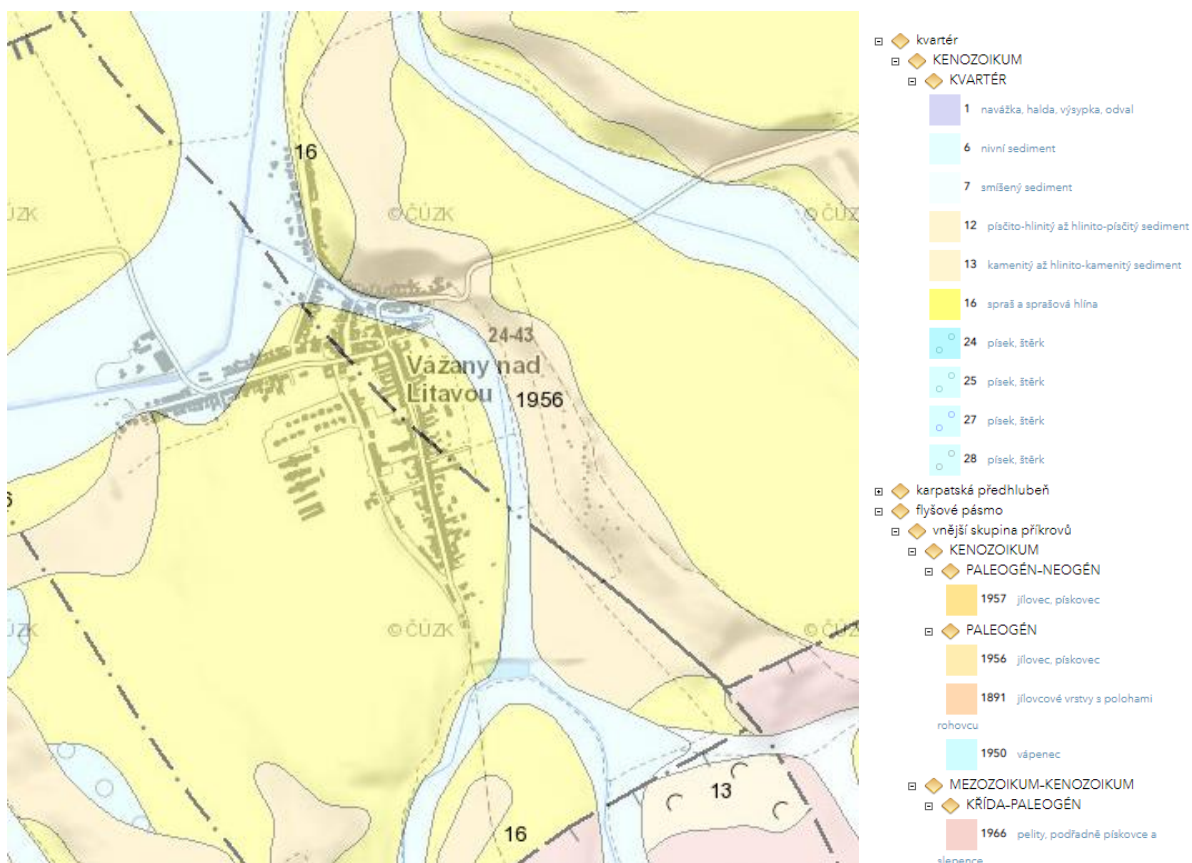 16
© ČÚZK
© ČÚZ
24-43
Vážany nad
Litavou
1956
© ČÚZK
© ČÚZ
13
16
kvartér
KENOZOIKUM
KVARTÉR
1 navážka, halda, výsypka, odval
6 nivní sediment
7 smíšený sediment
12 písčito-hlinitý až hlinito-písčitý sediment
13 kamenitý až hlinito-kamenitý sediment
16 spraš a sprašová hlína
24 písek, štěrk
25 písek, štěrk
27 písek, štěrk
28 písek, štěrk
karpatská předhlubeň
flyšové pásmo
vnější skupina příkrovů
KENOZOIKUM
PALEOGÉN-NEOGÉN
1957 jílovec, pískovec
PALEOGÉN
1956 jílovec, pískovec
1891 jílovcové vrstvy s polohami
rohovcu
1950 vápenec
MEZOZOIKUM-KENOZOIKUM
KŘÍDA-PALEOGÉN
1966 pelity, podřadně pískovce a
slepence